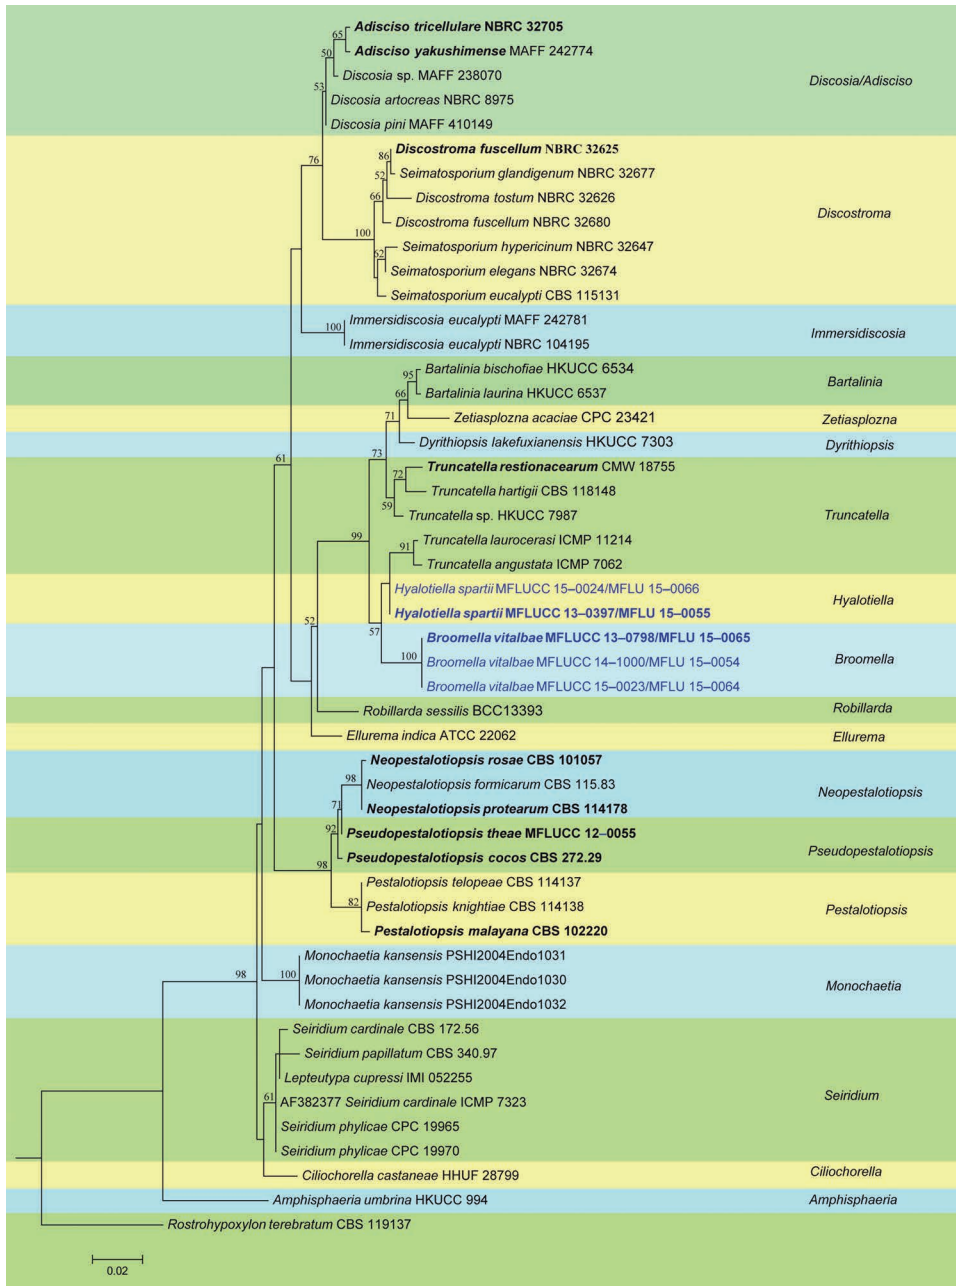 Adisciso tricellulare NBRC 32705
65
Adisciso yakushimense MAFF 242774
50
Discosia sp. MAFF 238070
Discosia/Adisciso
53
Discosia artocreas NBRC 8975
Discosia pini MAFF 410149
Discostroma fuscellum NBRC 32625
86
76
Seimatosporium glandigenum NBRC 32677
52
Discostroma tostum NBRC 32626
66
Discostroma
Discostroma fuscellum NBRC 32680
100
Seimatosporium hypericinum NBRC 32647
62
Seimatosporium elegans NBRC 32674
Seimatosporium eucalypti CBS 115131
Immersidiscosia eucalypti MAFF 242781
100
Immersidiscosia
Immersidiscosia eucalypti NBRC 104195
Bartalinia bischofiae HKUCC 6534
95
Bartalinia
Bartalinia laurina HKUCC 6537
66
Zetiasplozna acaciae CPC 23421
Zetiasplozna
71
Dyrithiopsis lakefuxianensis HKUCC 7303
Dyrithiopsis
61
73
Truncatella restionacearum CMW 18755
72
Truncatella hartigii CBS 118148
59
Truncatella sp. HKUCC 7987
Truncatella
99
Truncatella laurocerasi ICMP 11214
91
Truncatella angustata ICMP 7062
Hyalotiella spartii MFLUCC 15–0024/MFLU 15–0066
Hyalotiella
Hyalotiella spartii MFLUCC 13–0397/MFLU 15–0055
52
57
Broomella vitalbae MFLUCC 13–0798/MFLU 15–0065
100
Broomella vitalbae MFLUCC 14–1000/MFLU 15–0054
Broomella
Broomella vitalbae MFLUCC 15–0023/MFLU 15–0064
Robillarda sessilis BCC13393
Robillarda
Ellurema indica ATCC 22062
Ellurema
Neopestalotiopsis rosae CBS 101057
98
Neopestalotiopsis formicarum CBS 115.83
Neopestalotiopsis
71
Neopestalotiopsis protearum CBS 114178
92
Pseudopestalotiopsis theae MFLUCC 12–0055
Pseudopestalotiopsis
98
Pseudopestalotiopsis cocos CBS 272.29
Pestalotiopsis telopeae CBS 114137
82
Pestalotiopsis knightiae CBS 114138
Pestalotiopsis
Pestalotiopsis malayana CBS 102220
Monochaetia kansensis PSHI2004Endo1031
98
100
Monochaetia kansensis PSHI2004Endo1030
Monochaetia
Monochaetia kansensis PSHI2004Endo1032
Seiridium cardinale CBS 172.56
Seiridium papillatum CBS 340.97
Lepteutypa cupressi IMI 052255
Seiridium
61
AF382377 Seiridium cardinale ICMP 7323
Seiridium phylicae CPC 19965
Seiridium phylicae CPC 19970
Ciliochorella castaneae HHUF 28799
Ciliochorella
Amphisphaeria umbrina HKUCC 994
Amphisphaeria
Rostrohypoxylon terebratum CBS 119137
0.02